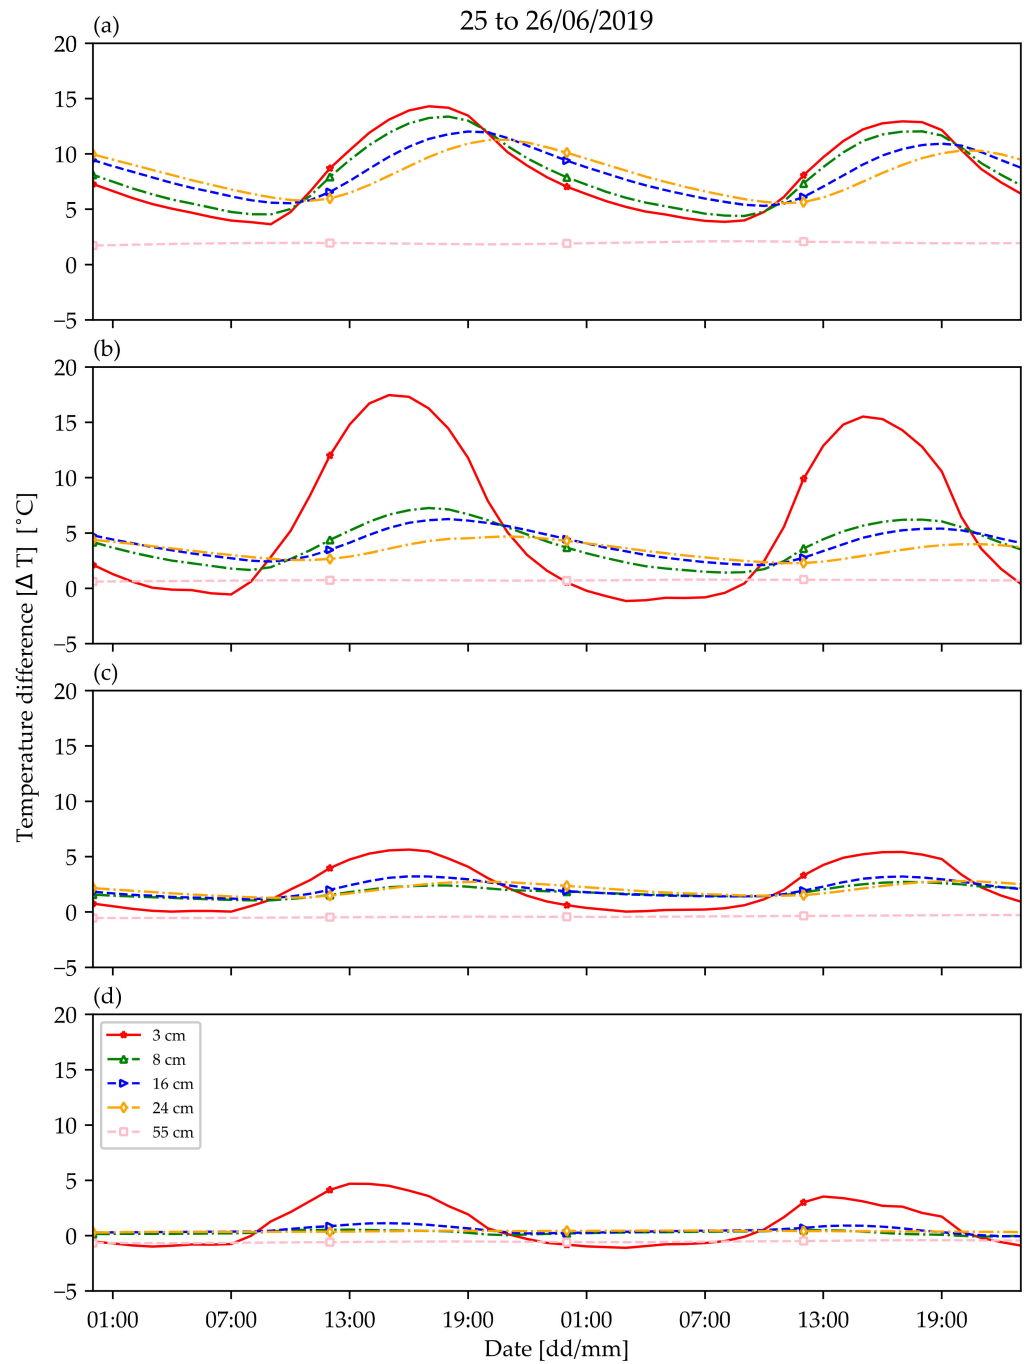 25 to 26/06/2019
(a)
20
15
10
5
0
−5
(b)
20
15
10
5
0
−5
Temperature difference [Δ T] [°C]
(c)
20
15
10
5
0
−5
(d)
20
15
10
5
0
−5
3 cm
8 cm
16 cm
24 cm
55 cm
01:00 07:00 13:00 19:00 01:00 07:00 13:00 19:00
Date [dd/mm]